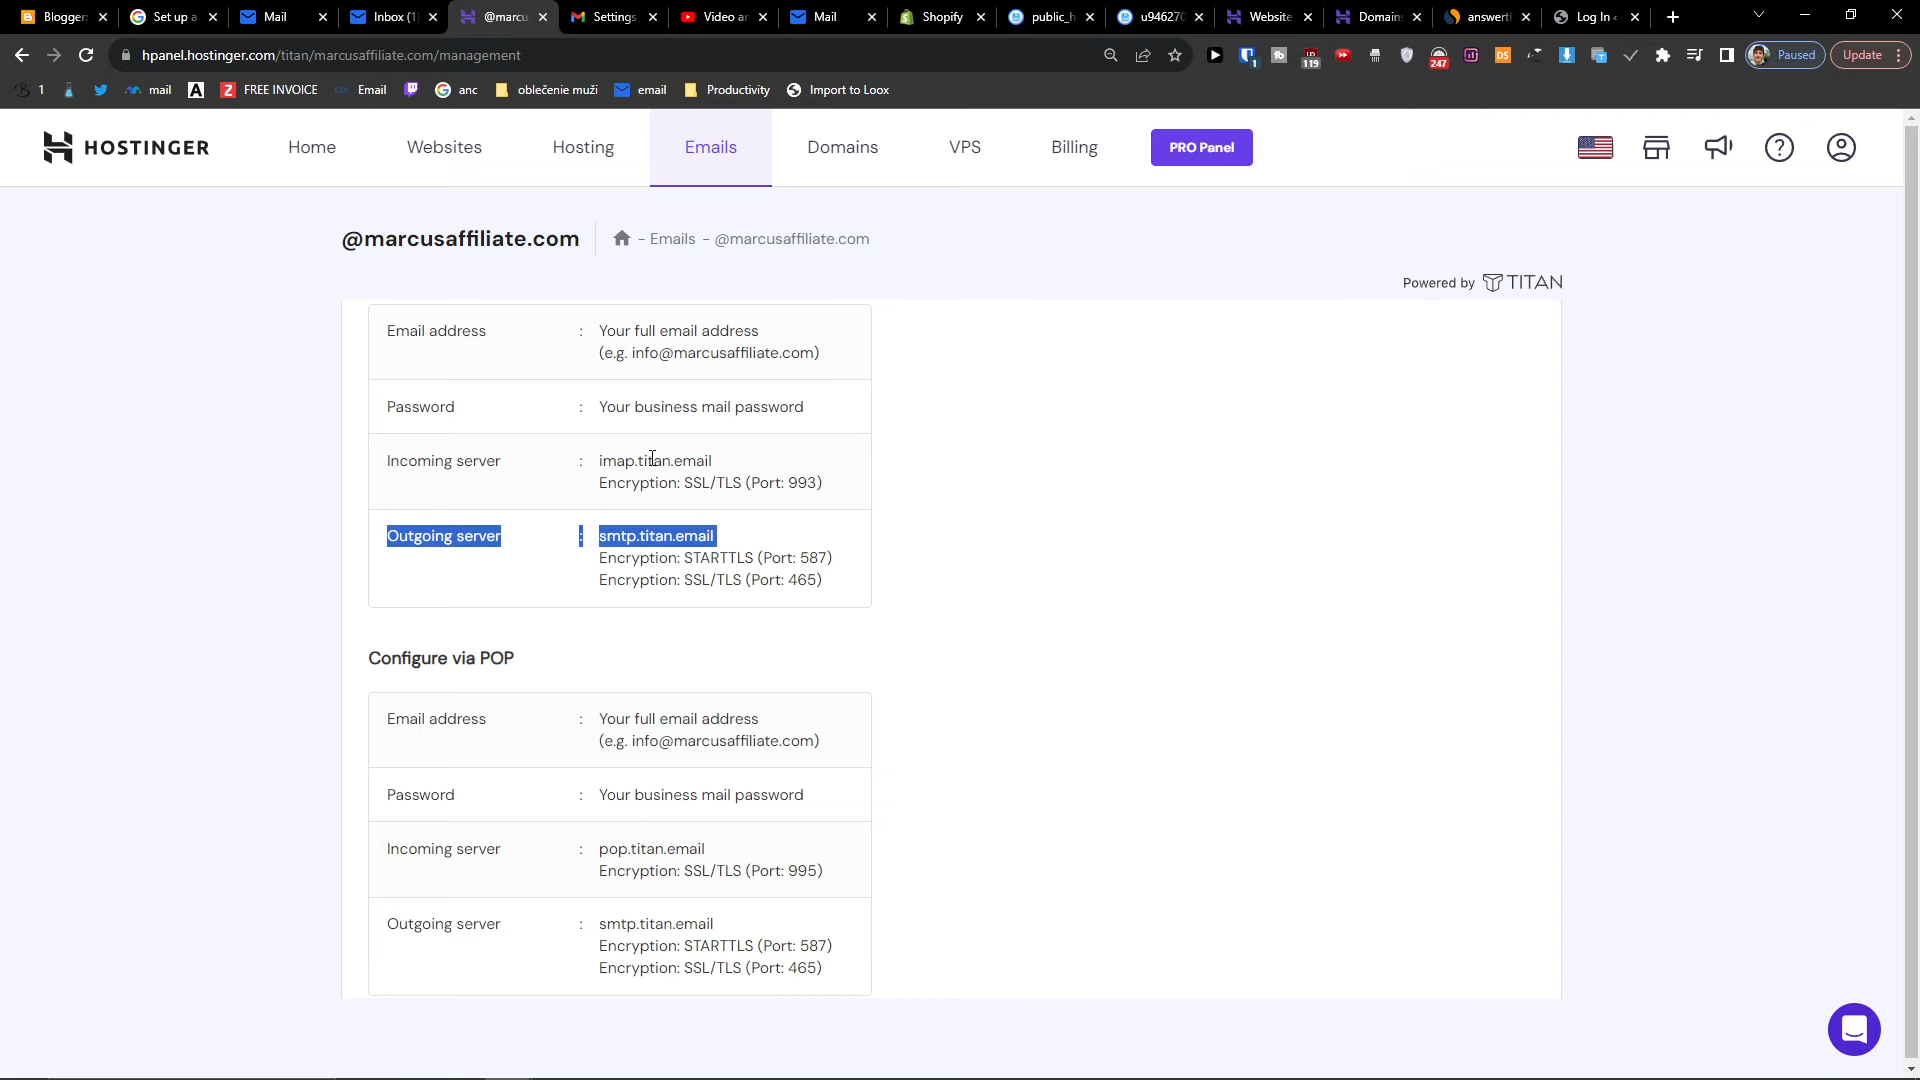 Blogger:
Set up a
Mail
Inbox (1)
@marcu
Settings
Video a
Mail
Shopify
public_h
u946270
Website
Domain
answert
Log In ‹
hpanel.hostinger.com/titan/marcusaffiliate.com/management
1
119
247
DS
Paused
Update
1
mail
A
Z FREE INVOICE
Email
anc
oblečenie muži
email
Productivity
Import to Loox
HOSTINGER
Home
Websites
Hosting
Emails
Domains
VPS
Billing
PRO Panel
@marcusaffiliate.com
- Emails - @marcusaffiliate.com
Powered by TITAN
Email address : Your full email address
(e.g. info@marcusaffiliate.com)
Password : Your business mail password
Incoming server : imap.titan.email
Encryption: SSL/TLS (Port: 993)
Outgoing server : smtp.titan.email
Encryption: STARTTLS (Port: 587)
Encryption: SSL/TLS (Port: 465)
Configure via POP
Email address : Your full email address
(e.g. info@marcusaffiliate.com)
Password : Your business mail password
Incoming server : pop.titan.email
Encryption: SSL/TLS (Port: 995)
Outgoing server : smtp.titan.email
Encryption: STARTTLS (Port: 587)
Encryption: SSL/TLS (Port: 465)